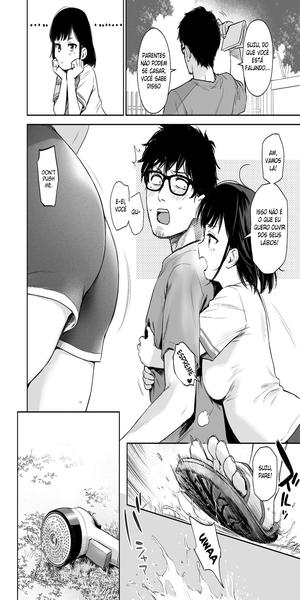 SUZU, DO QUE
VOCÊ ESTÁ
FALANDO...
PARENTES
NÃO PODEM
SE CASAR,
VOCÊ SABE
DISSO
AH,
VAMOS
LÁ!
ISSO NÃO É O
QUE EU QUERO
OUVIR DOS
SEUS
LÁBIOS!
E-EI,
VOCÊ
QU-
DON'T
PUSH
ME.
ESPREME
SUZU,
PARE!
UWAA